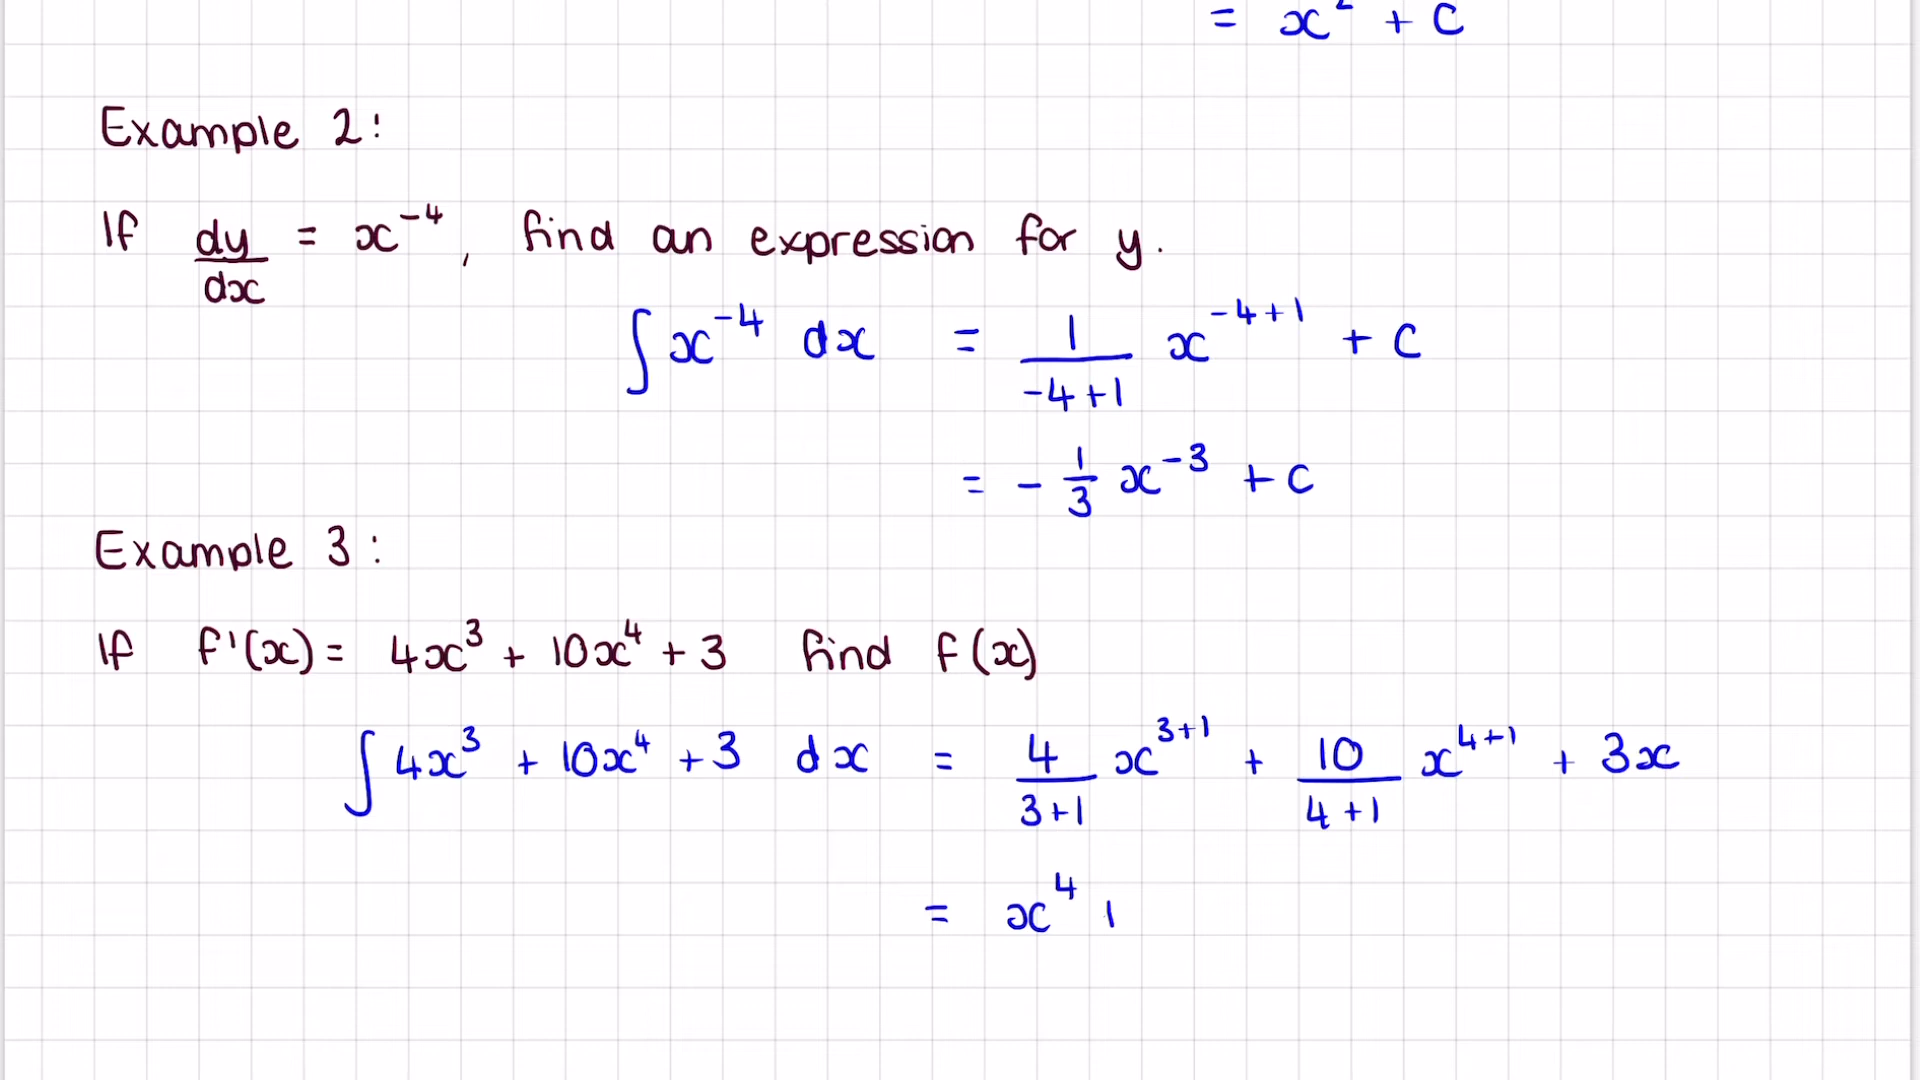 = x² + c
Example 2:
If dy/dx = x⁻⁴, find an expression for y.
∫ x⁻⁴ dx = 1/(-4+1) x⁻⁴⁺¹ + c
= - 1/3 x⁻³ + c
Example 3:
If f'(x) = 4x³ + 10x⁴ + 3 find f(x)
∫ 4x³ + 10x⁴ + 3 dx = 4/(3+1) x³⁺¹ + 10/(4+1) x⁴⁺¹ + 3x
= x⁴